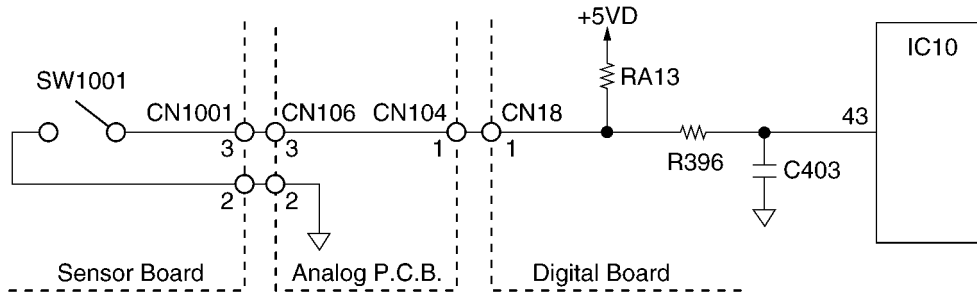 +5VD
IC10
RA13
SW1001
CN1001
CN106
CN104
CN18
43
3
3
1
1
R396
C403
2
2
Sensor Board
Analog P.C.B.
Digital Board